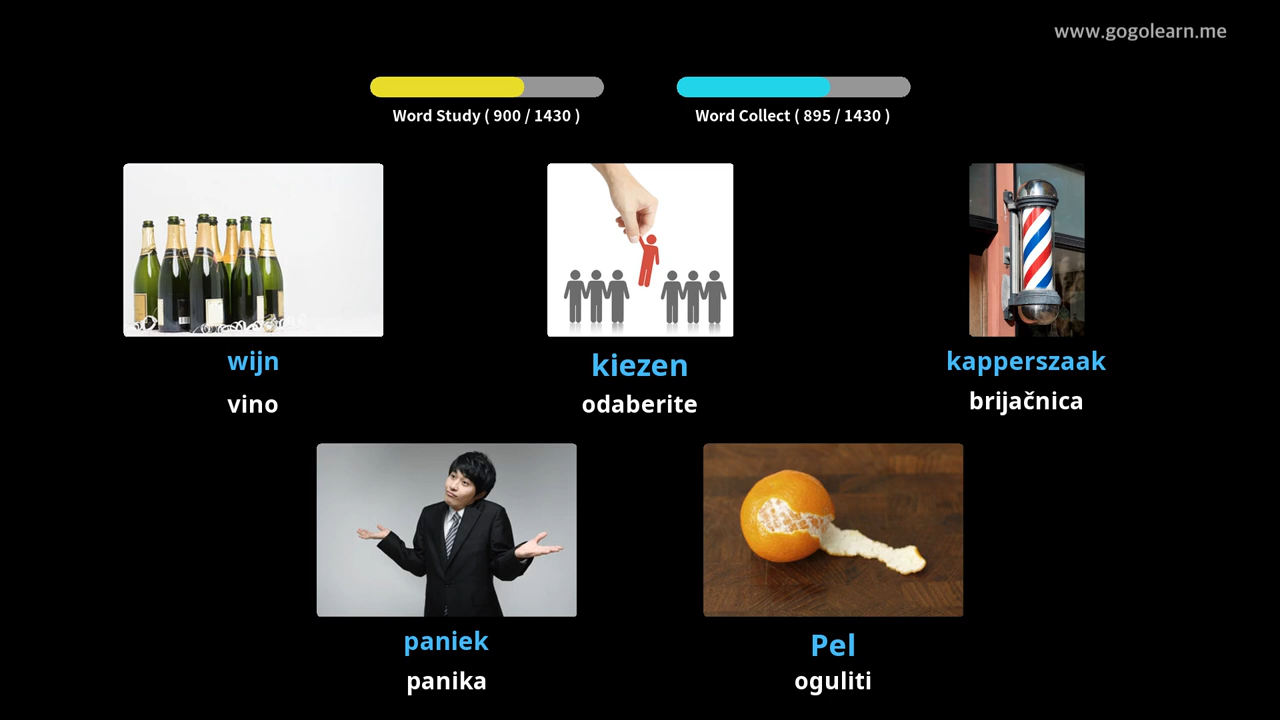 www.gogolearn.me
Word Study ( 900 / 1430 )
Word Collect ( 895 / 1430 )
wijn
kiezen
kapperszaak
vino
odaberite
brijačnica
paniek
Pel
panika
oguliti